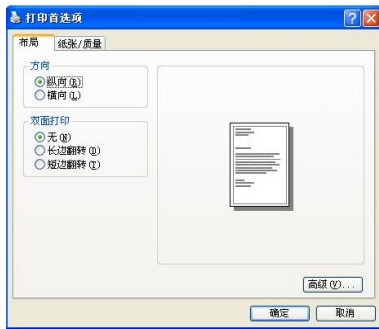 打印首选项
布局 纸张/质量
方向
纵向(R)
横向(L)
双面打印
无(N)
长边翻转(D)
短边翻转(T)
高级(V)...
确定 取消